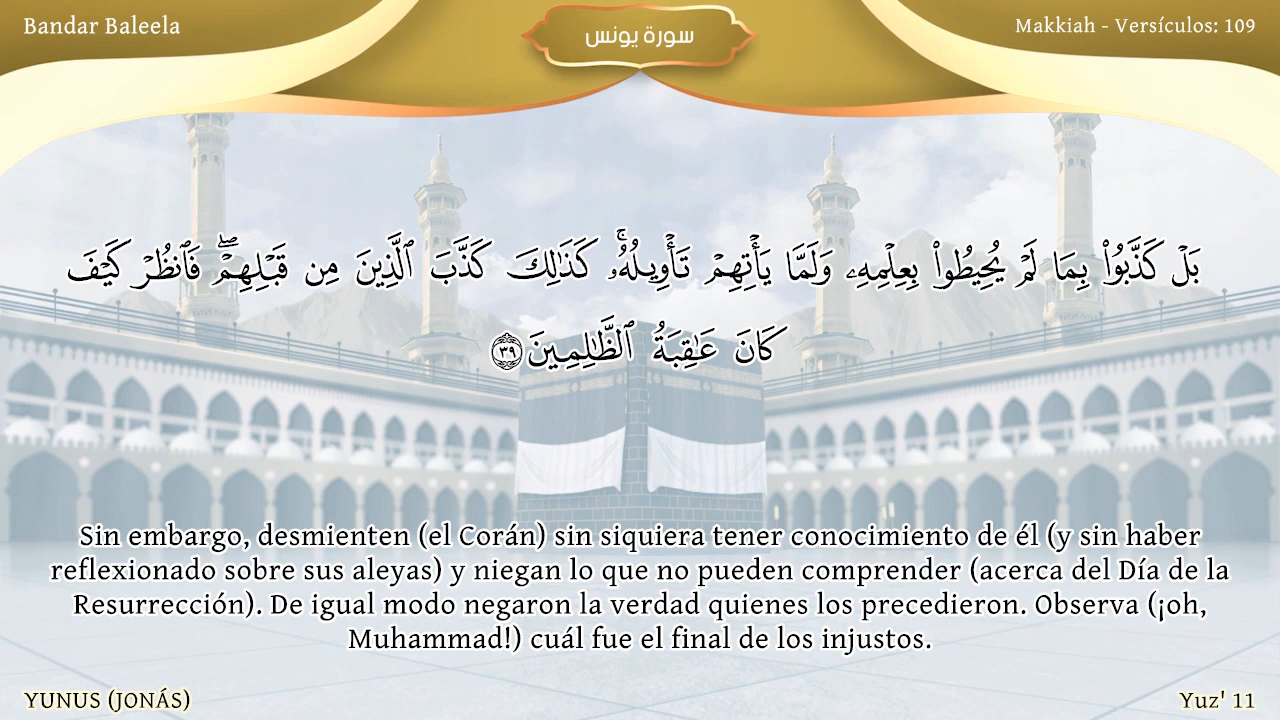 Bandar Baleela
سورة يونس
Makkiah - Versículos: 109
بَلْ كَذَّبُوا۟ بِمَا لَمْ يُحِيطُوا۟ بِعِلْمِهِۦ وَلَمَّا يَأْتِهِمْ تَأْوِيلُهُۥۚ كَذَٰلِكَ كَذَّبَ ٱلَّذِينَ مِن قَبْلِهِمْۖ فَٱنظُرْ كَيْفَ
كَانَ عَٰقِبَةُ ٱلظَّٰلِمِينَ ٣٩
Sin embargo, desmienten (el Corán) sin siquiera tener conocimiento de él (y sin haber
reflexionado sobre sus aleyas) y niegan lo que no pueden comprender (acerca del Día de la
Resurrección). De igual modo negaron la verdad quienes los precedieron. Observa (¡oh,
Muhammad!) cuál fue el final de los injustos.
YUNUS (JONÁS)
Yuz' 11